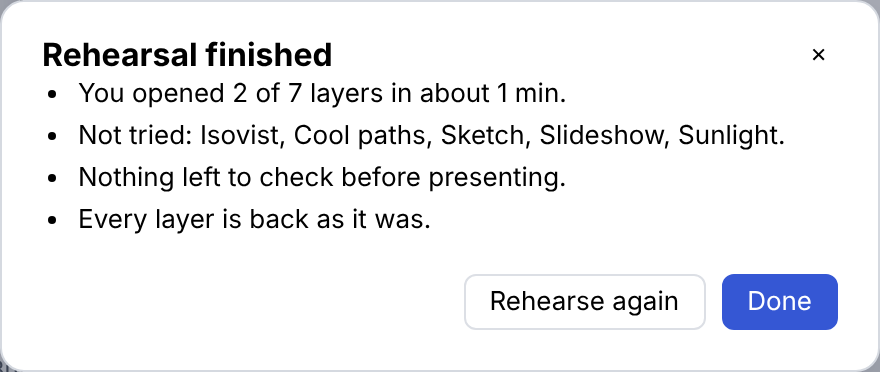 Rehearsal finished
×
• You opened 2 of 7 layers in about 1 min.
• Not tried: Isovist, Cool paths, Sketch, Slideshow, Sunlight.
• Nothing left to check before presenting.
• Every layer is back as it was.
Rehearse again
Done